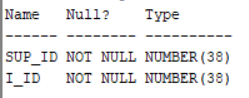 Name   Null?    Type
------ -------- ----------
SUP_ID NOT NULL NUMBER(38)
I_ID   NOT NULL NUMBER(38)